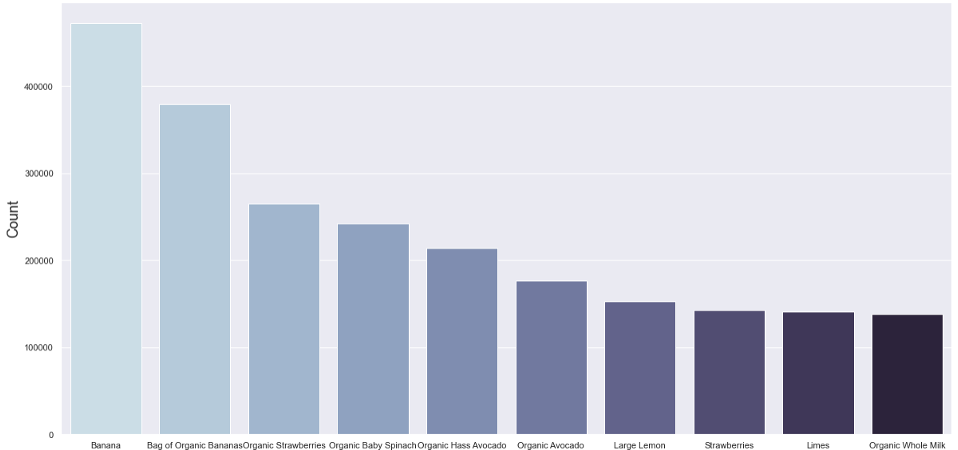 Count
400000
300000
200000
100000
0
Banana
Bag of Organic Bananas
Organic Strawberries
Organic Baby Spinach
Organic Hass Avocado
Organic Avocado
Large Lemon
Strawberries
Limes
Organic Whole Milk